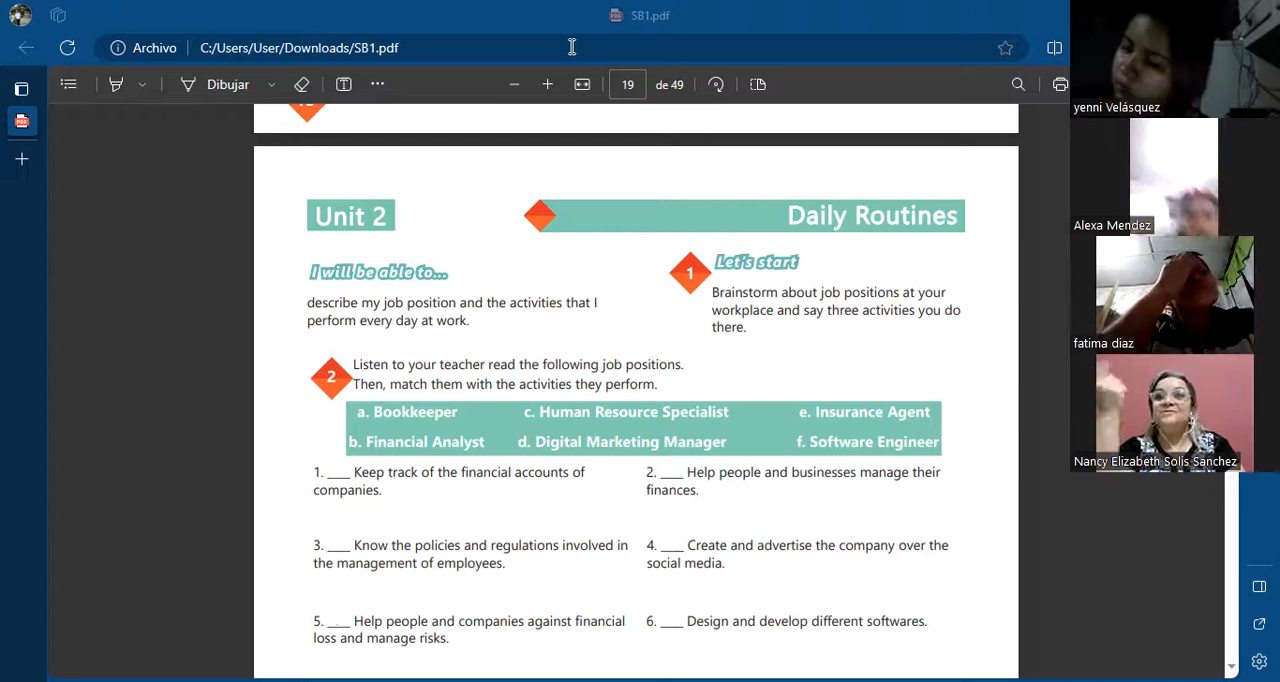 SB1.pdf
Archivo C:/Users/User/Downloads/SB1.pdf
Dibujar 19 de 49
yenni Velásquez
Alexa Mendez
fatima diaz
Nancy Elizabeth Solis Sanchez
Unit 2
Daily Routines
I will be able to...
describe my job position and the activities that I
perform every day at work.
1
Let's start
Brainstorm about job positions at your
workplace and say three activities you do
there.
2
Listen to your teacher read the following job positions.
Then, match them with the activities they perform.
a. Bookkeeper c. Human Resource Specialist e. Insurance Agent
b. Financial Analyst d. Digital Marketing Manager f. Software Engineer
1. ___ Keep track of the financial accounts of
companies.
2. ___ Help people and businesses manage their
finances.
3. ___ Know the policies and regulations involved in
the management of employees.
4. ___ Create and advertise the company over the
social media.
5. ___ Help people and companies against financial
loss and manage risks.
6. ___ Design and develop different softwares.